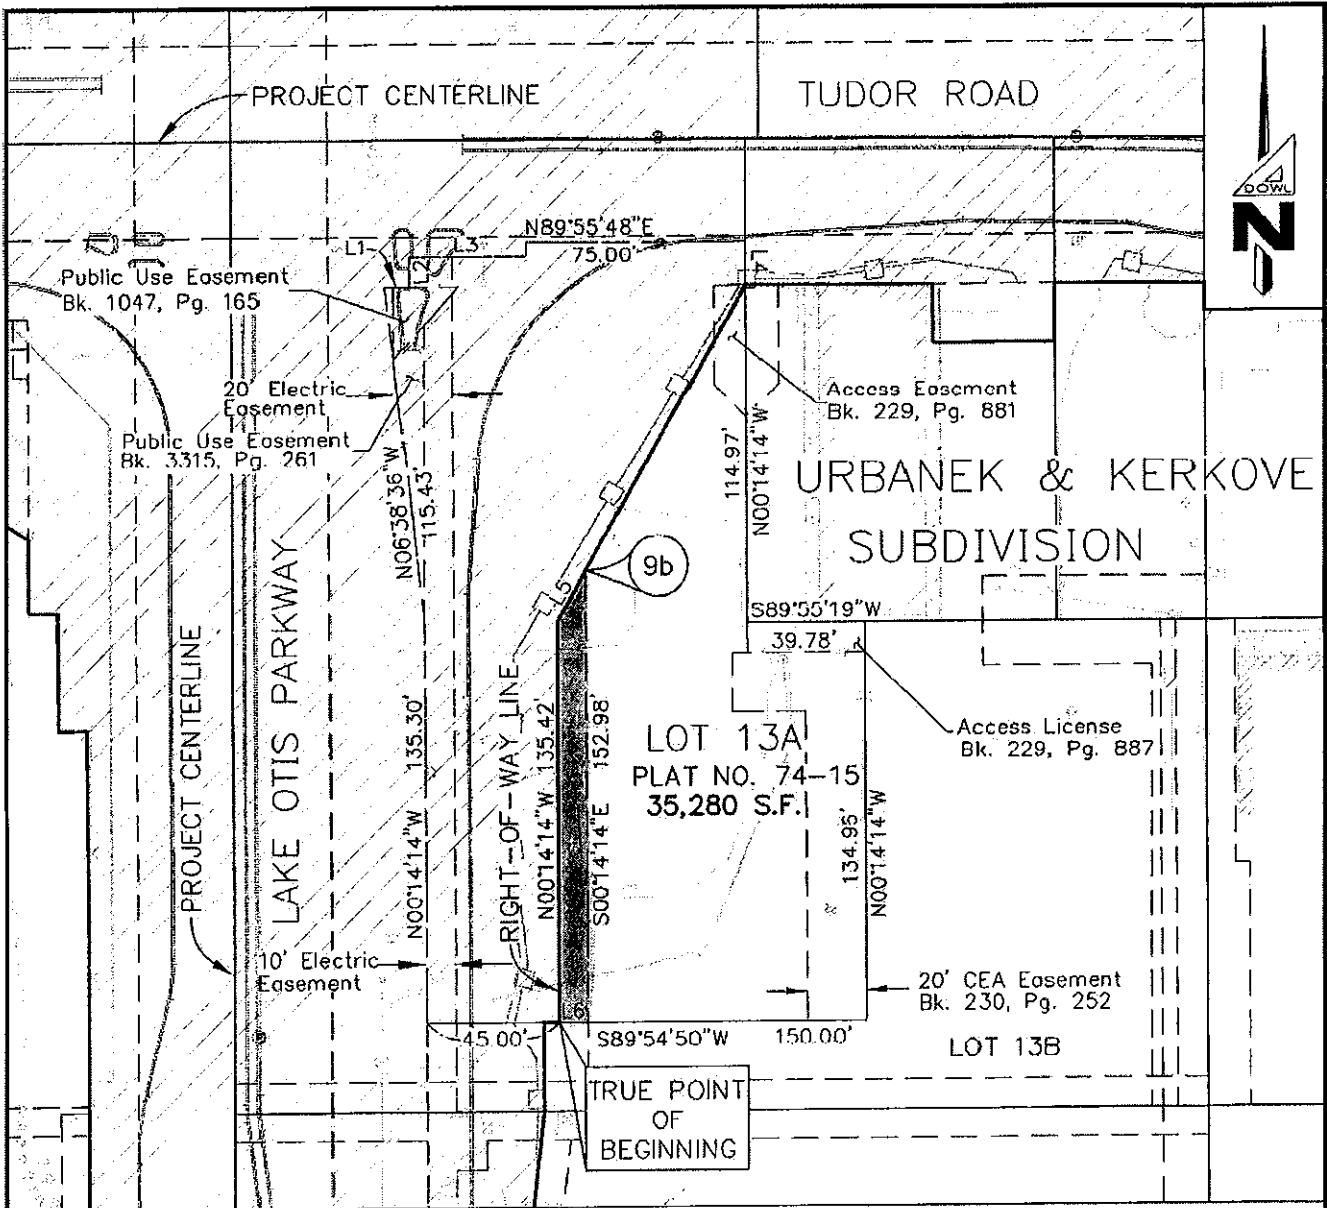 PROJECT CENTERLINE
TUDOR ROAD
DOWL
N
N89°55'48"E
75.00'
L1
L2
L3
L4
Public Use Easement
Bk. 1047, Pg. 165
20' Electric
Easement
Public Use Easement
Bk. 3315, Pg. 261
Access Easement
Bk. 229, Pg. 881
N06°38'36"W
115.43'
114.97'
N00°14'14"W
URBANEK & KERKOVE
SUBDIVISION
9b
L5
S89°55'19"W
39.78'
PROJECT CENTERLINE
LAKE OTIS PARKWAY
N00°14'14"W 135.30'
RIGHT-OF-WAY LINE
N00°14'14"W 135.42'
S00°14'14"E 152.98'
LOT 13A
PLAT NO. 74-15
35,280 S.F.
Access License
Bk. 229, Pg. 887
134.95'
N00°14'14"W
10' Electric
Easement
20' CEA Easement
Bk. 230, Pg. 252
45.00'
S89°54'50"W
150.00'
LOT 13B
TRUE POINT
OF
BEGINNING